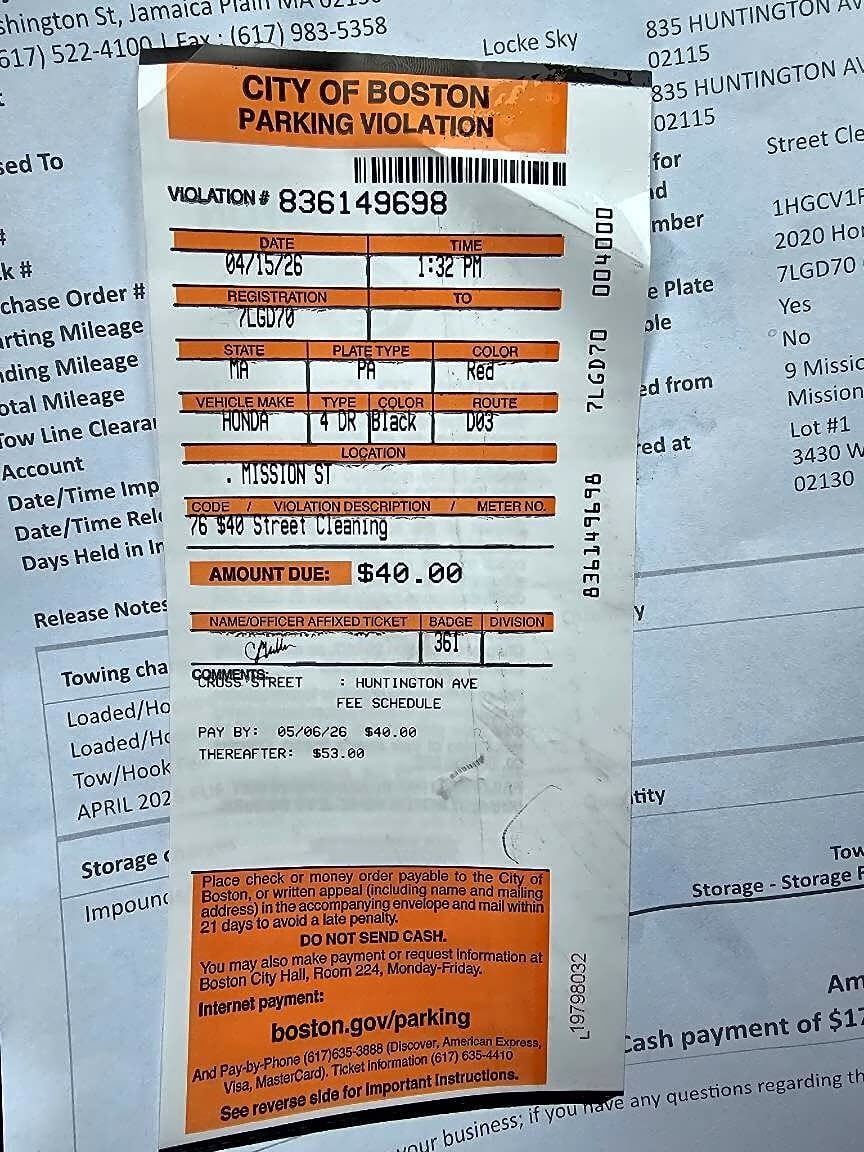 shington St, Jamaica Plain MA
617) 522-4100 | Fax : (617) 983-5358
Locke Sky
835 HUNTINGTON AV
02115
835 HUNTINGTON AV
02115
sed To
for
Street Cle
mber
1HGCV1F
2020 Hon
k #
chase Order #
e Plate
7LGD70
rting Mileage
Yes
ding Mileage
No
otal Mileage
ed from
9 Missio
Mission
Tow Line Cleara
Account
red at
Lot #1
3430 W
02130
Date/Time Imp
Date/Time Rel
Days Held in Im
Release Notes
Towing cha
Loaded/Ho
Loaded/Ho
Tow/Hook
APRIL 202
Storage
Impound
tity
Tow
Storage - Storage F
Am
Cash payment of $17
our business; if you have any questions regarding th
CITY OF BOSTON
PARKING VIOLATION
VIOLATION # 836149698
DATE TIME
04/15/26 1:32 PM
REGISTRATION TO
7LGD70
STATE PLATE TYPE COLOR
MA PA Red
VEHICLE MAKE TYPE COLOR ROUTE
HONDA 4 DR Black D03
LOCATION
. MISSION ST
CODE / VIOLATION DESCRIPTION / METER NO.
76 $40 Street Cleaning
AMOUNT DUE: $40.00
NAME/OFFICER AFFIXED TICKET BADGE DIVISION
361
COMMENTS:
CROSS STREET : HUNTINGTON AVE
FEE SCHEDULE
PAY BY: 05/06/26 $40.00
THEREAFTER: $53.00
Place check or money order payable to the City of
Boston, or written appeal (including name and mailing
address) in the accompanying envelope and mail within
21 days to avoid a late penalty.
DO NOT SEND CASH.
You may also make payment or request information at
Boston City Hall, Room 224, Monday-Friday.
Internet payment:
boston.gov/parking
And Pay-by-Phone (617)635-3888 (Discover, American Express,
Visa, MasterCard). Ticket Information (617) 635-4410
See reverse side for Important Instructions.
836149698 7LGD70 004000
L19798032